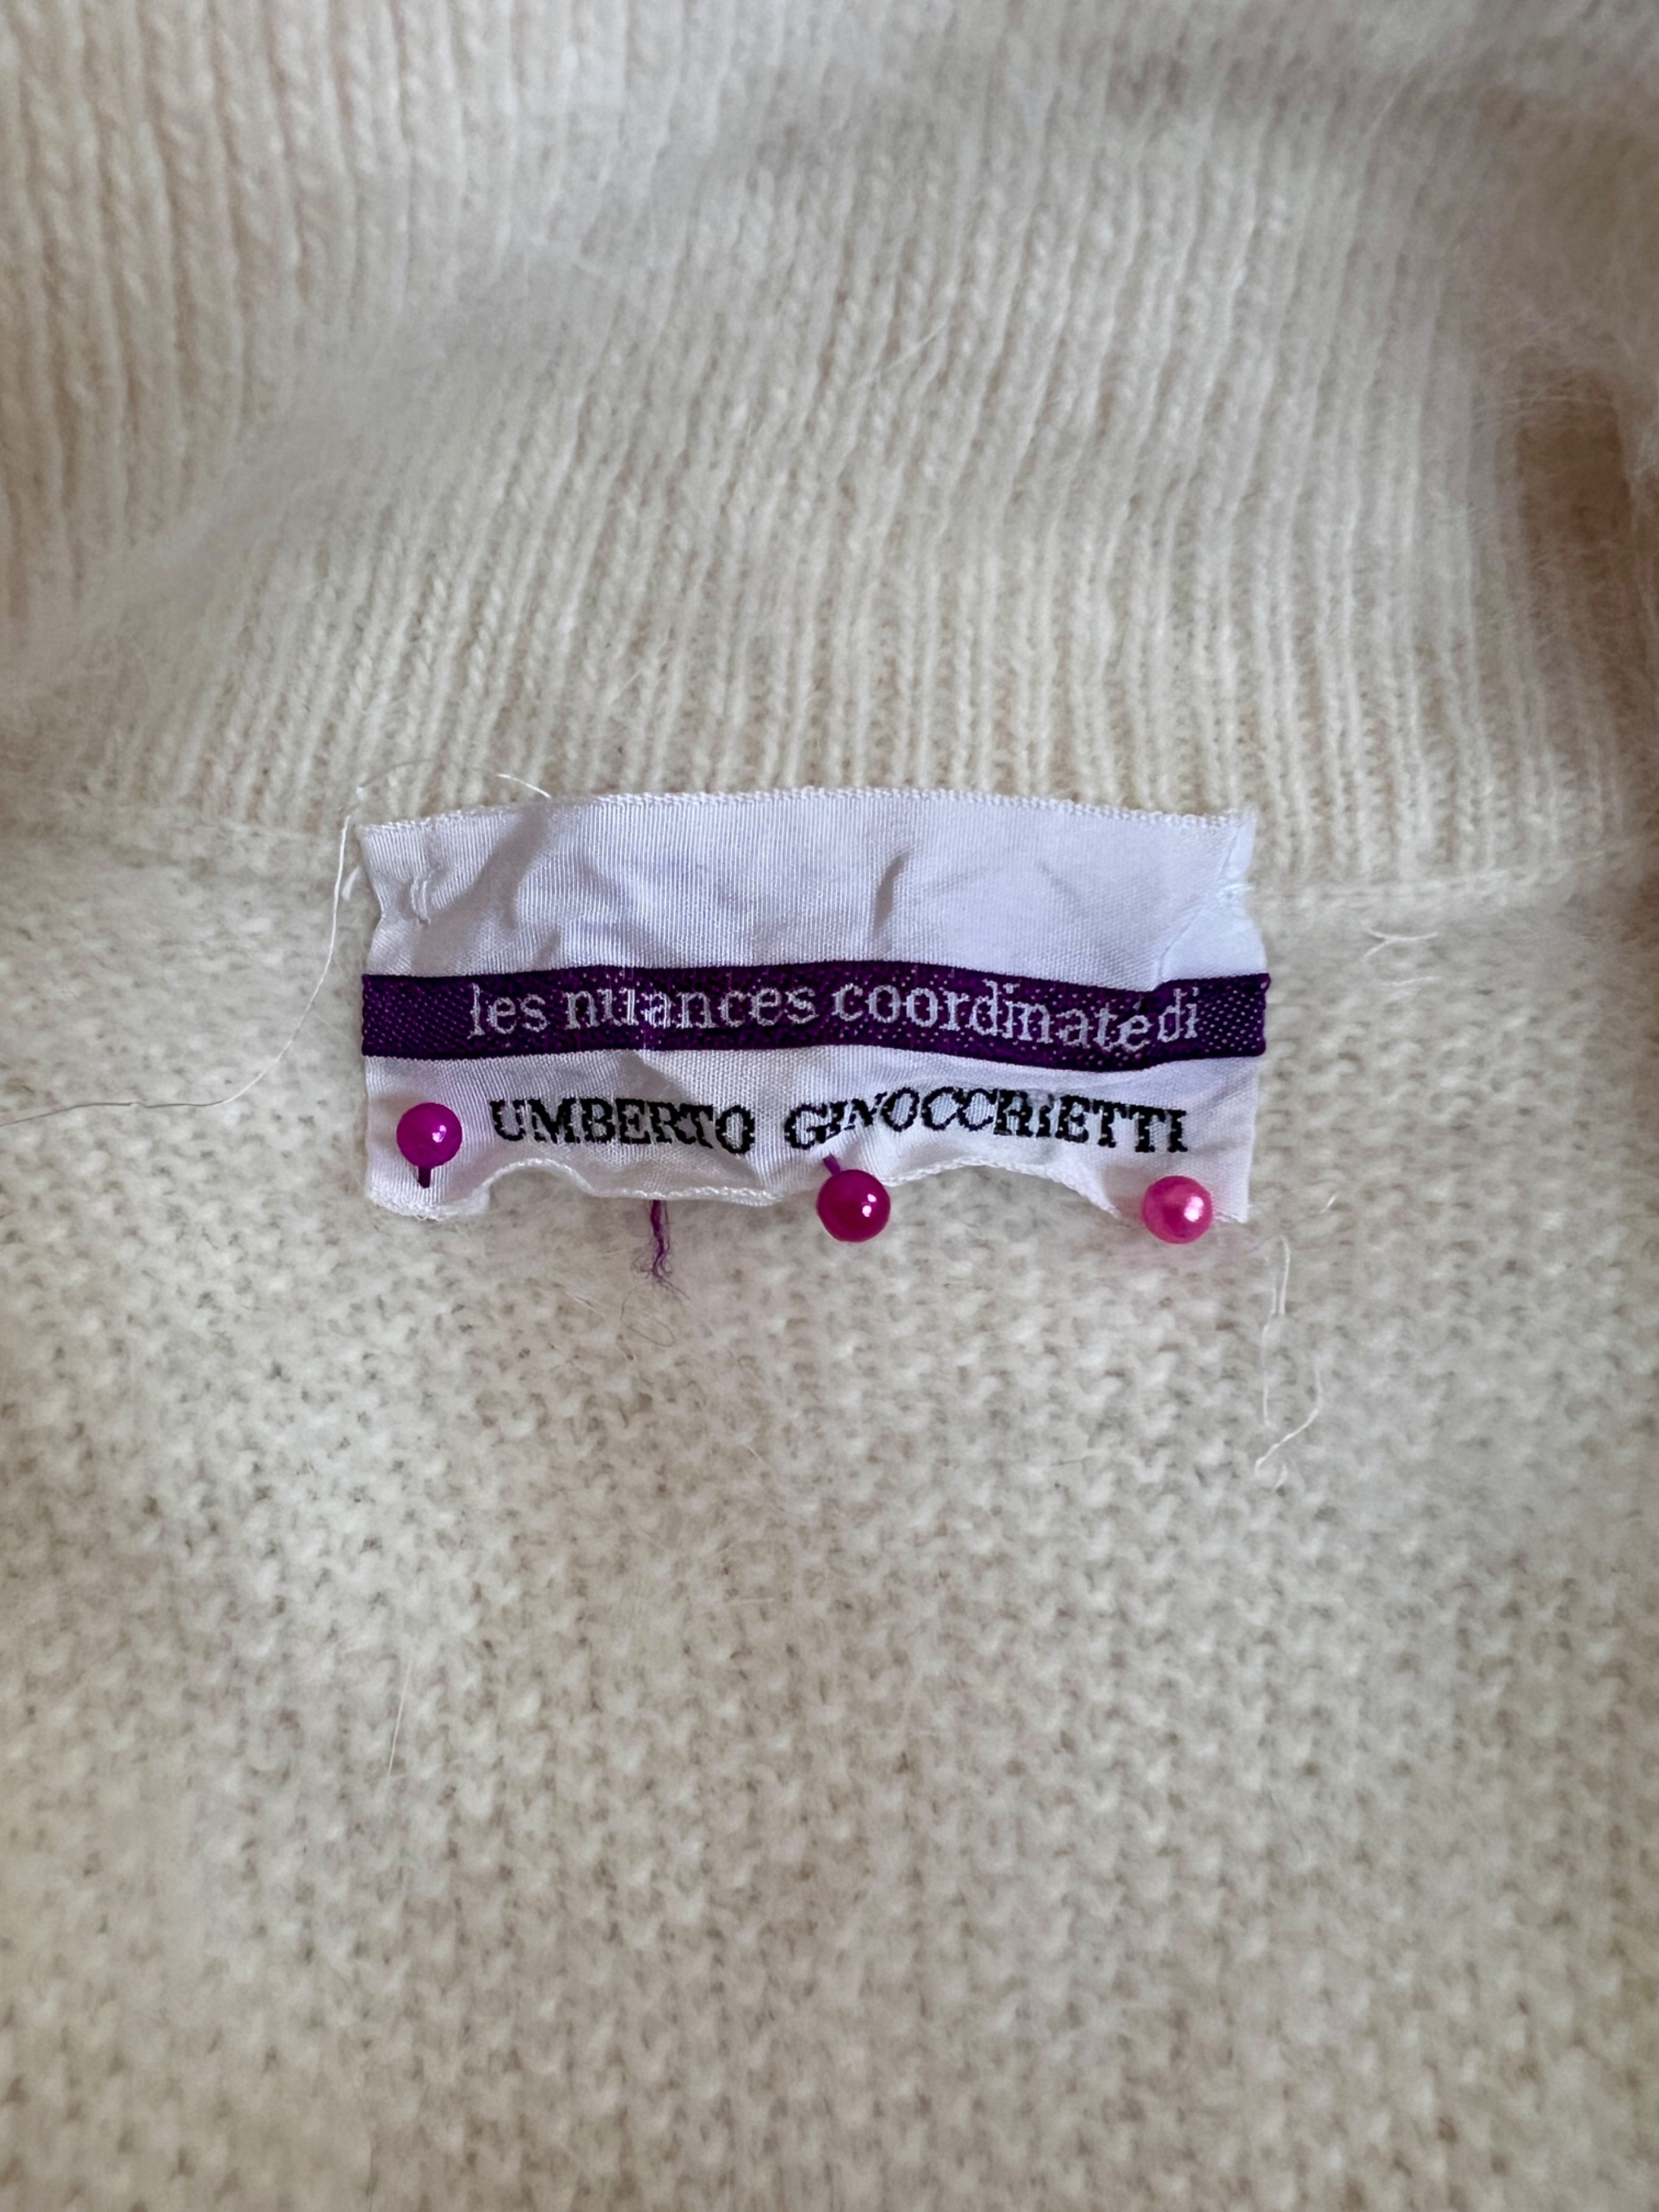 les nuances coordinate di
UMBERTO GINOCCHIETTI